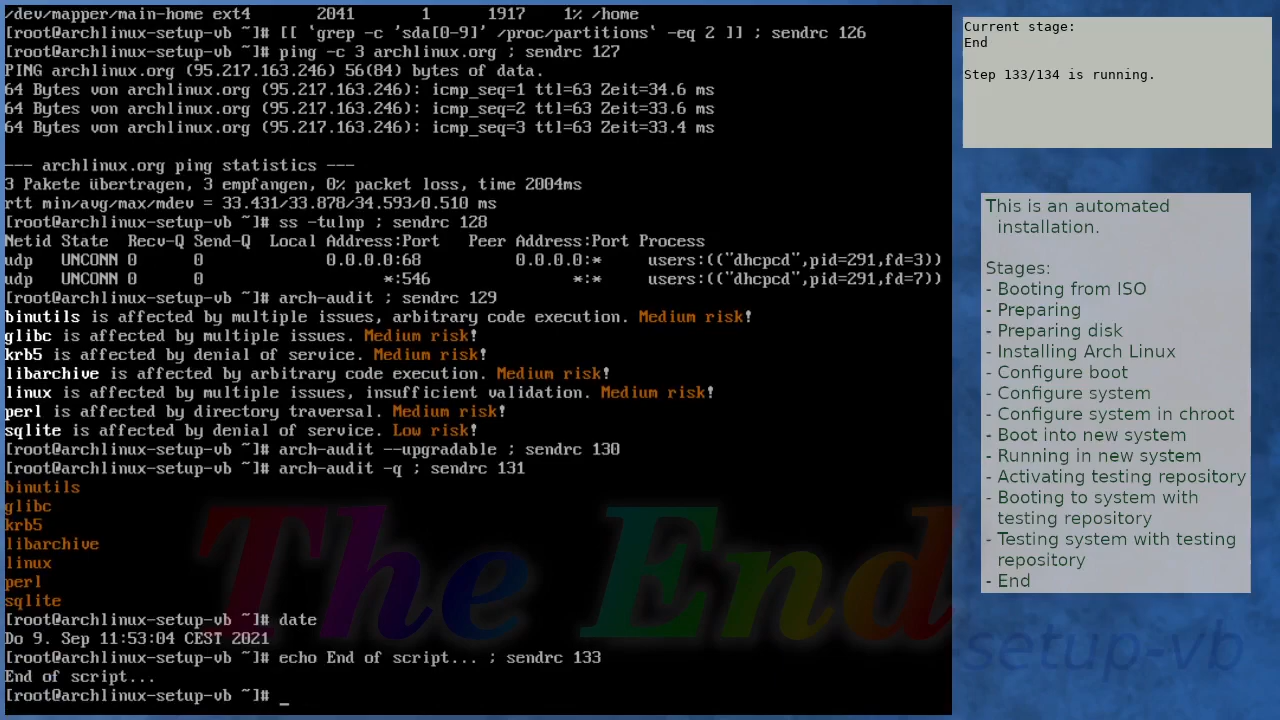 /dev/mapper/main-home ext4       2041       1      1917    1% /home
[root@archlinux-setup-vb ~]# [[ `grep -c 'sda[0-9]' /proc/partitions` -eq 2 ]] ; sendrc 126
[root@archlinux-setup-vb ~]# ping -c 3 archlinux.org ; sendrc 127
PING archlinux.org (95.217.163.246) 56(84) bytes of data.
64 Bytes von archlinux.org (95.217.163.246): icmp_seq=1 ttl=63 Zeit=34.6 ms
64 Bytes von archlinux.org (95.217.163.246): icmp_seq=2 ttl=63 Zeit=33.6 ms
64 Bytes von archlinux.org (95.217.163.246): icmp_seq=3 ttl=63 Zeit=33.4 ms
--- archlinux.org ping statistics ---
3 Pakete übertragen, 3 empfangen, 0% packet loss, time 2004ms
rtt min/avg/max/mdev = 33.431/33.878/34.593/0.510 ms
[root@archlinux-setup-vb ~]# ss -tulnp ; sendrc 128
Netid State  Recv-Q Send-Q  Local Address:Port   Peer Address:Port Process
udp   UNCONN 0      0             0.0.0.0:68          0.0.0.0:*     users:(("dhcpcd",pid=291,fd=3))
udp   UNCONN 0      0                   *:546               *:*     users:(("dhcpcd",pid=291,fd=7))
[root@archlinux-setup-vb ~]# arch-audit ; sendrc 129
binutils is affected by multiple issues, arbitrary code execution. Medium risk!
glibc is affected by multiple issues. Medium risk!
krb5 is affected by denial of service. Medium risk!
libarchive is affected by arbitrary code execution. Medium risk!
linux is affected by multiple issues, insufficient validation. Medium risk!
perl is affected by directory traversal. Medium risk!
sqlite is affected by denial of service. Low risk!
[root@archlinux-setup-vb ~]# arch-audit --upgradable ; sendrc 130
[root@archlinux-setup-vb ~]# arch-audit -q ; sendrc 131
binutils
glibc
krb5
libarchive
linux
perl
sqlite
[root@archlinux-setup-vb ~]# date
Do 9. Sep 11:53:04 CEST 2021
[root@archlinux-setup-vb ~]# echo End of script... ; sendrc 133
End of script...
[root@archlinux-setup-vb ~]# _
The End
Current stage:
End
Step 133/134 is running.
This is an automated
installation.
Stages:
- Booting from ISO
- Preparing
- Preparing disk
- Installing Arch Linux
- Configure boot
- Configure system
- Configure system in chroot
- Boot into new system
- Running in new system
- Activating testing repository
- Booting to system with
testing repository
- Testing system with testing
repository
- End
-setup-vb